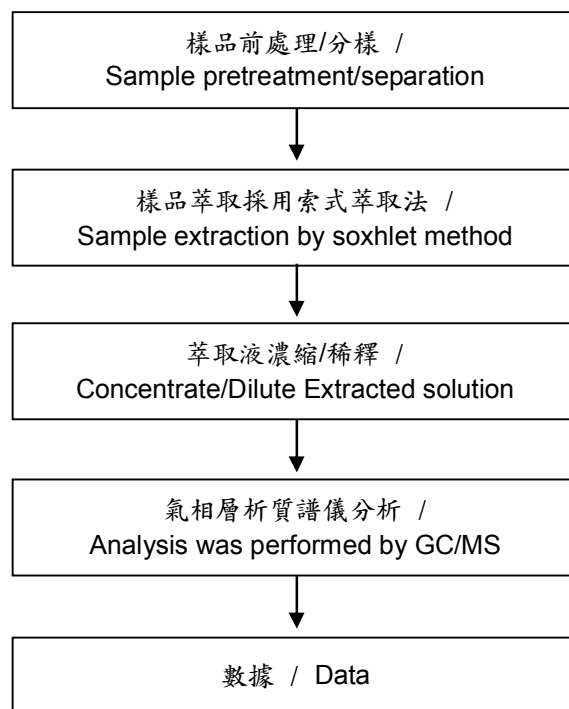 樣品前處理/分樣 /
Sample pretreatment/separation
樣品萃取採用索式萃取法 /
Sample extraction by soxhlet method
萃取液濃縮/稀釋 /
Concentrate/Dilute Extracted solution
氣相層析質譜儀分析 /
Analysis was performed by GC/MS
數據 / Data